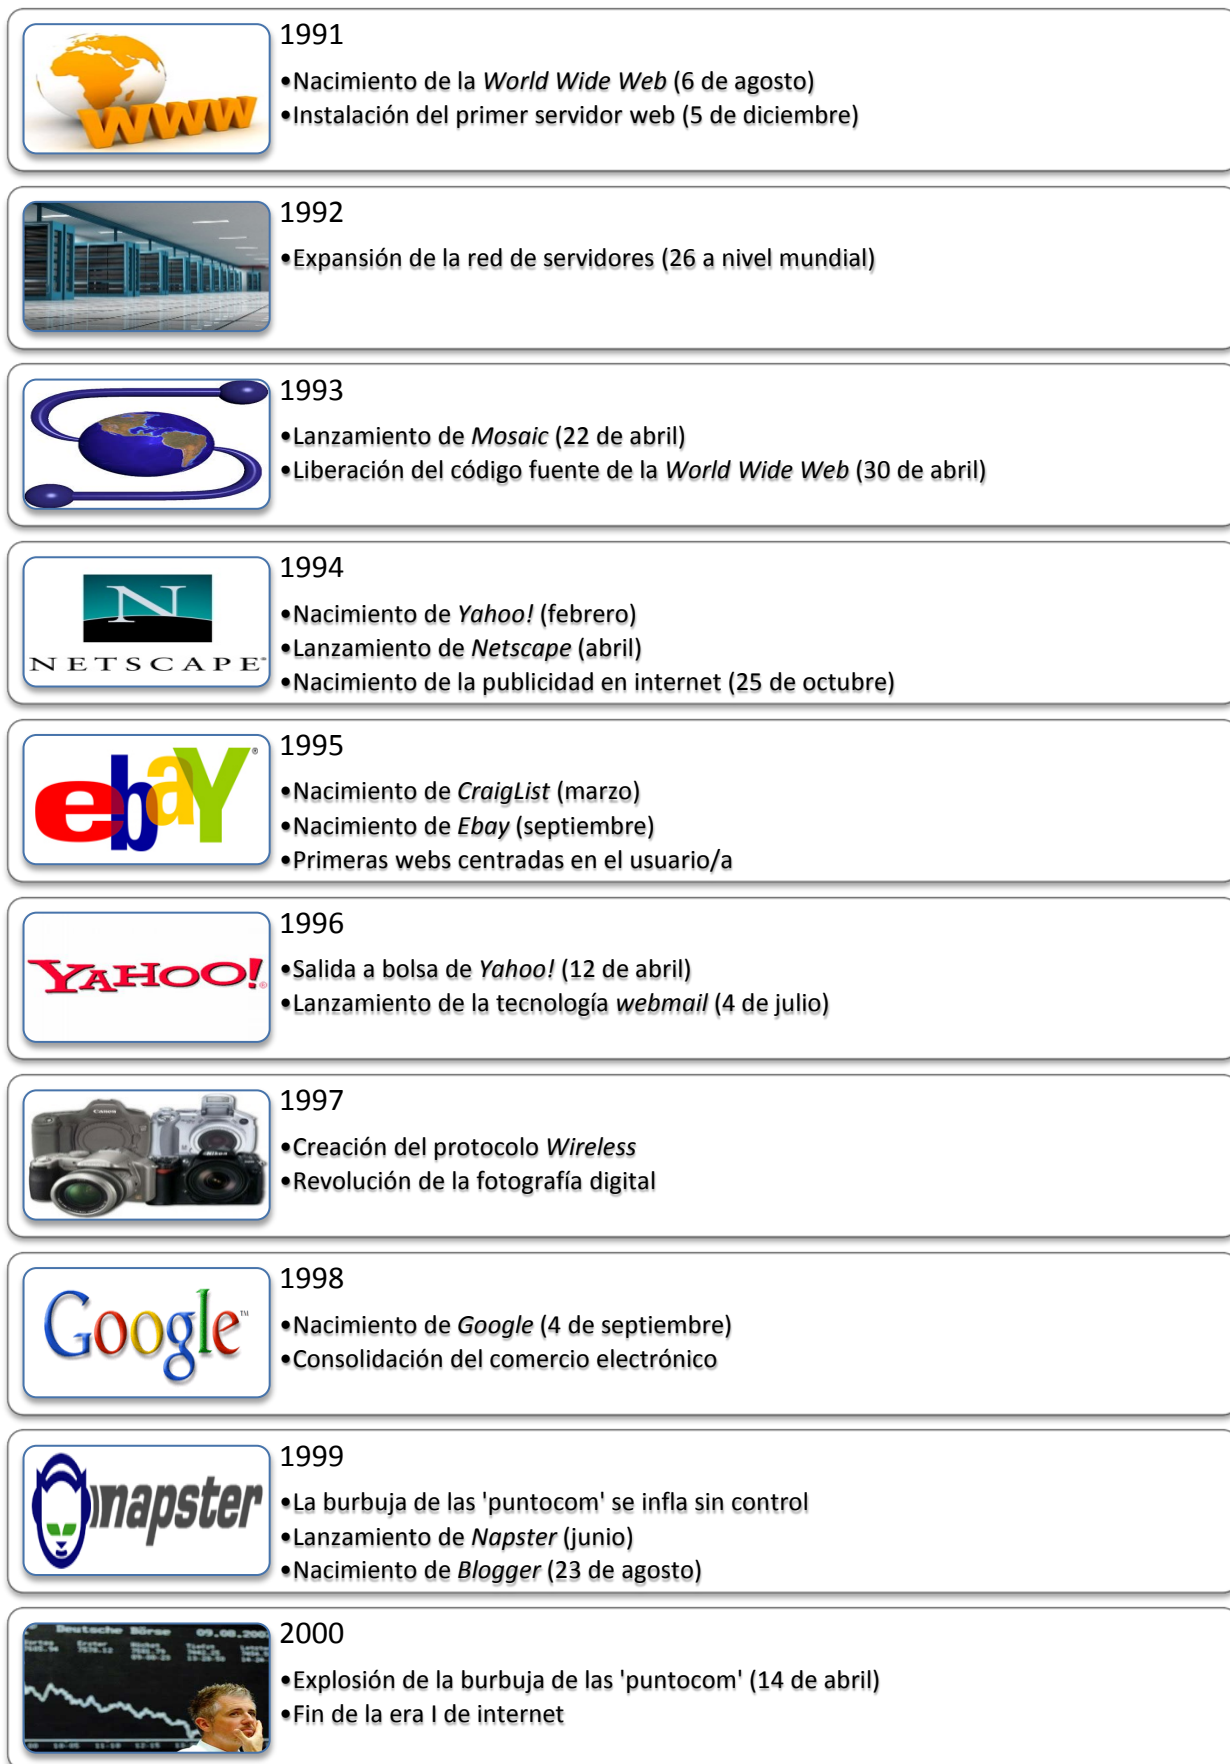 1991
•Nacimiento de la World Wide Web (6 de agosto)
•Instalación del primer servidor web (5 de diciembre)
www
1992
•Expansión de la red de servidores (26 a nivel mundial)
1993
•Lanzamiento de Mosaic (22 de abril)
•Liberación del código fuente de la World Wide Web (30 de abril)
1994
N
NETSCAPE®
•Nacimiento de Yahoo! (febrero)
•Lanzamiento de Netscape (abril)
•Nacimiento de la publicidad en internet (25 de octubre)
1995
ebaY®
•Nacimiento de CraigList (marzo)
•Nacimiento de Ebay (septiembre)
•Primeras webs centradas en el usuario/a
1996
YAHOO!®
•Salida a bolsa de Yahoo! (12 de abril)
•Lanzamiento de la tecnología webmail (4 de julio)
1997
Canon
Nikon
•Creación del protocolo Wireless
•Revolución de la fotografía digital
1998
Google™
•Nacimiento de Google (4 de septiembre)
•Consolidación del comercio electrónico
1999
napster
•La burbuja de las 'puntocom' se infla sin control
•Lanzamiento de Napster (junio)
•Nacimiento de Blogger (23 de agosto)
2000
Deutsche Börse
•Explosión de la burbuja de las 'puntocom' (14 de abril)
•Fin de la era I de internet